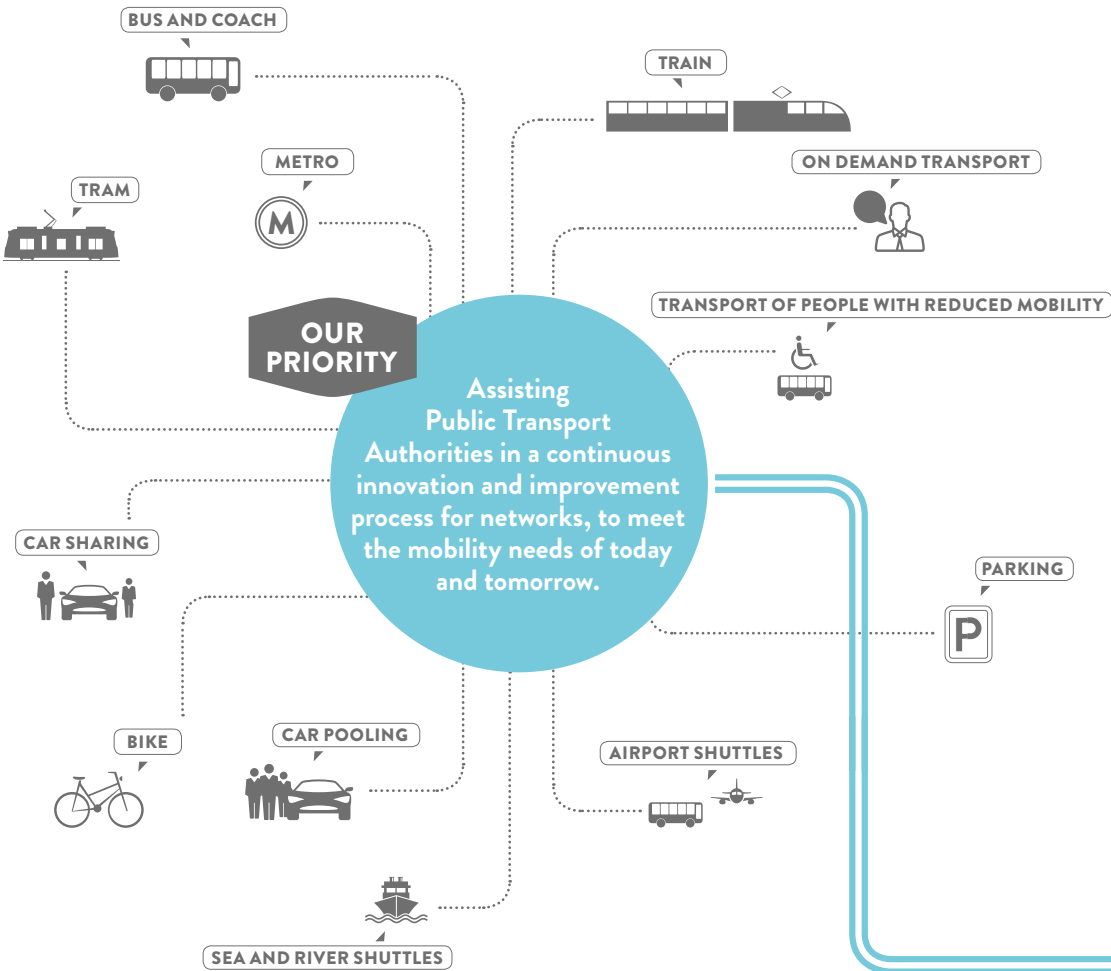 BUS AND COACH
TRAIN
METRO
ON DEMAND TRANSPORT
TRAM
M
TRANSPORT OF PEOPLE WITH REDUCED MOBILITY
OUR
PRIORITY
Assisting
Public Transport
Authorities in a continuous
innovation and improvement
process for networks, to meet
the mobility needs of today
and tomorrow.
CAR SHARING
PARKING
P
BIKE
CAR POOLING
AIRPORT SHUTTLES
SEA AND RIVER SHUTTLES